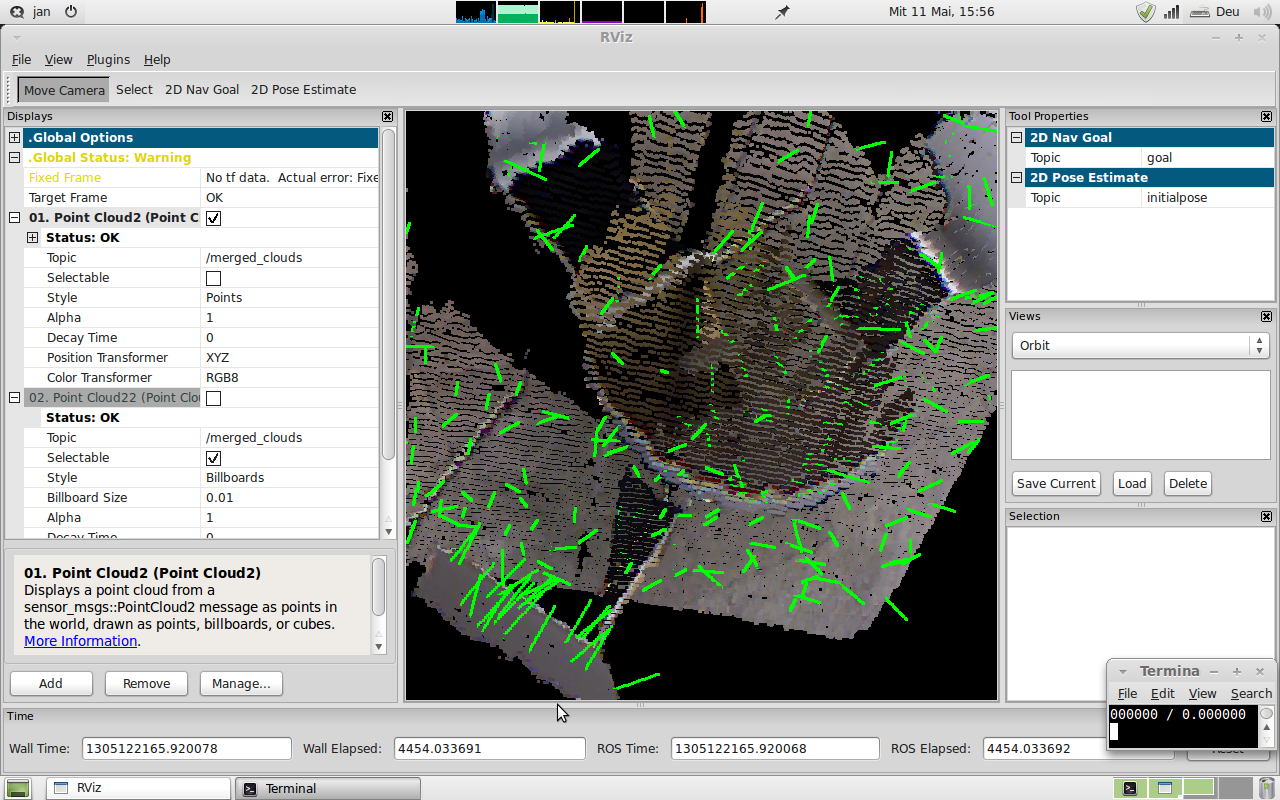 jan
Mit 11 Mai, 15:56
Deu
RViz
File View Plugins Help
Move Camera Select 2D Nav Goal 2D Pose Estimate
Displays
.Global Options
.Global Status: Warning
Fixed Frame No tf data. Actual error: Fixe
Target Frame OK
01. Point Cloud2 (Point C
Status: OK
Topic /merged_clouds
Selectable
Style Points
Alpha 1
Decay Time 0
Position Transformer XYZ
Color Transformer RGB8
02. Point Cloud22 (Point Clo
Status: OK
Topic /merged_clouds
Selectable
Style Billboards
Billboard Size 0.01
Alpha 1
Decay Time 0
01. Point Cloud2 (Point Cloud2)
Displays a point cloud from a
sensor_msgs::PointCloud2 message as points in
the world, drawn as points, billboards, or cubes.
More Information.
Add Remove Manage...
Tool Properties
2D Nav Goal
Topic goal
2D Pose Estimate
Topic initialpose
Views
Orbit
Save Current Load Delete
Selection
Time
Wall Time: 1305122165.920078 Wall Elapsed: 4454.033691 ROS Time: 1305122165.920068 ROS Elapsed: 4454.033692
Reset
Termina
File Edit View Search
000000 / 0.000000
RViz
Terminal